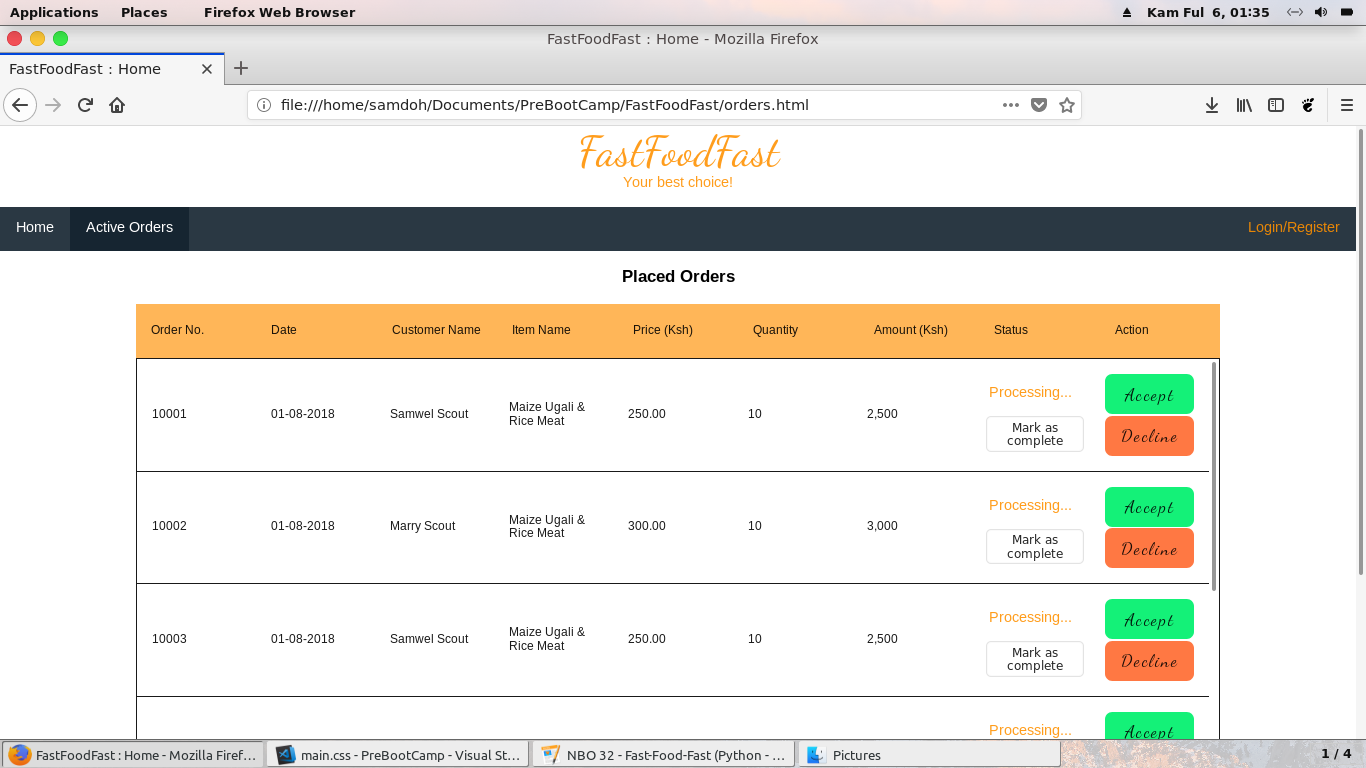 Applications Places Firefox Web Browser Kam Ful 6, 01:35
FastFoodFast : Home - Mozilla Firefox
FastFoodFast : Home
file:///home/samdoh/Documents/PreBootCamp/FastFoodFast/orders.html
FastFoodFast
Your best choice!
Home Active Orders Login/Register
Placed Orders
Order No. Date Customer Name Item Name Price (Ksh) Quantity Amount (Ksh) Status Action
10001 01-08-2018 Samwel Scout Maize Ugali & Rice Meat 250.00 10 2,500 Processing... Mark as complete Accept Decline
10002 01-08-2018 Marry Scout Maize Ugali & Rice Meat 300.00 10 3,000 Processing... Mark as complete Accept Decline
10003 01-08-2018 Samwel Scout Maize Ugali & Rice Meat 250.00 10 2,500 Processing... Mark as complete Accept Decline
Processing... Accept
FastFoodFast : Home - Mozilla Firef... main.css - PreBootCamp - Visual St... NBO 32 - Fast-Food-Fast (Python - ... Pictures 1 / 4